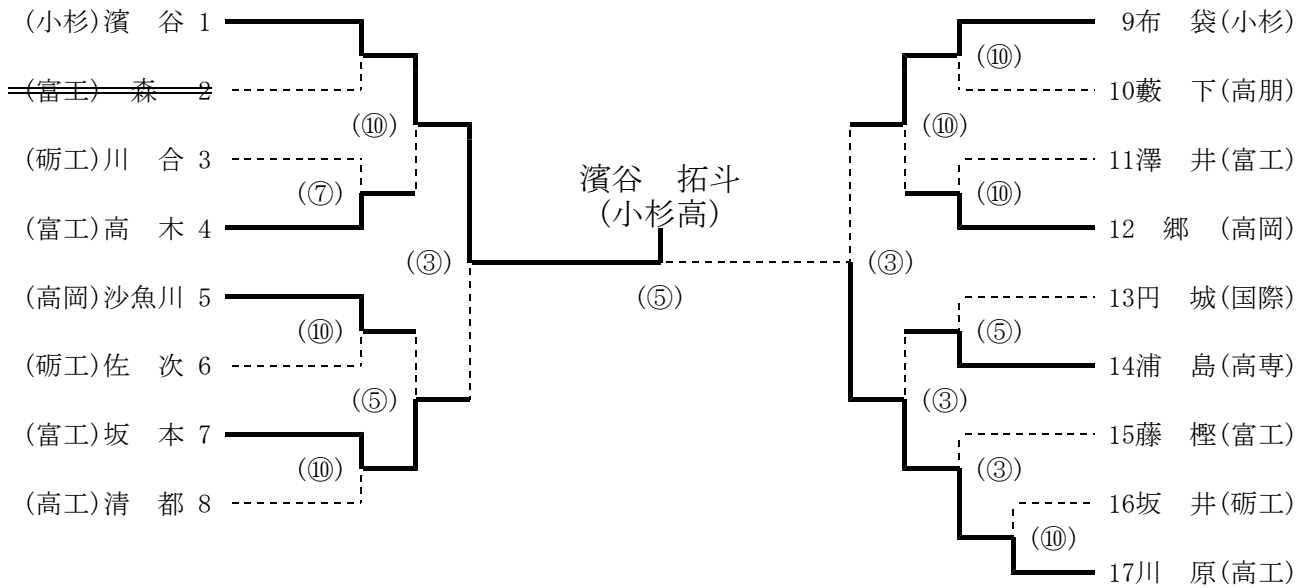 (小杉)濱　谷 1
(富工)　森　 2
(⑩)
(砺工)川　合 3
(⑦)
(富工)高　木 4
(③)
(高岡)沙魚川 5
(⑩)
(砺工)佐　次 6
(⑤)
(富工)坂　本 7
(⑩)
(高工)清　都 8
濱谷　拓斗
(小杉高)
(⑤)
9布　袋(小杉)
(⑩)
10藪　下(高朋)
(⑩)
11澤　井(富工)
(⑩)
12　郷　(高岡)
(③)
13円　城(国際)
(⑤)
14浦　島(高専)
(③)
15藤　樫(富工)
(③)
16坂　井(砺工)
(⑩)
17川　原(高工)